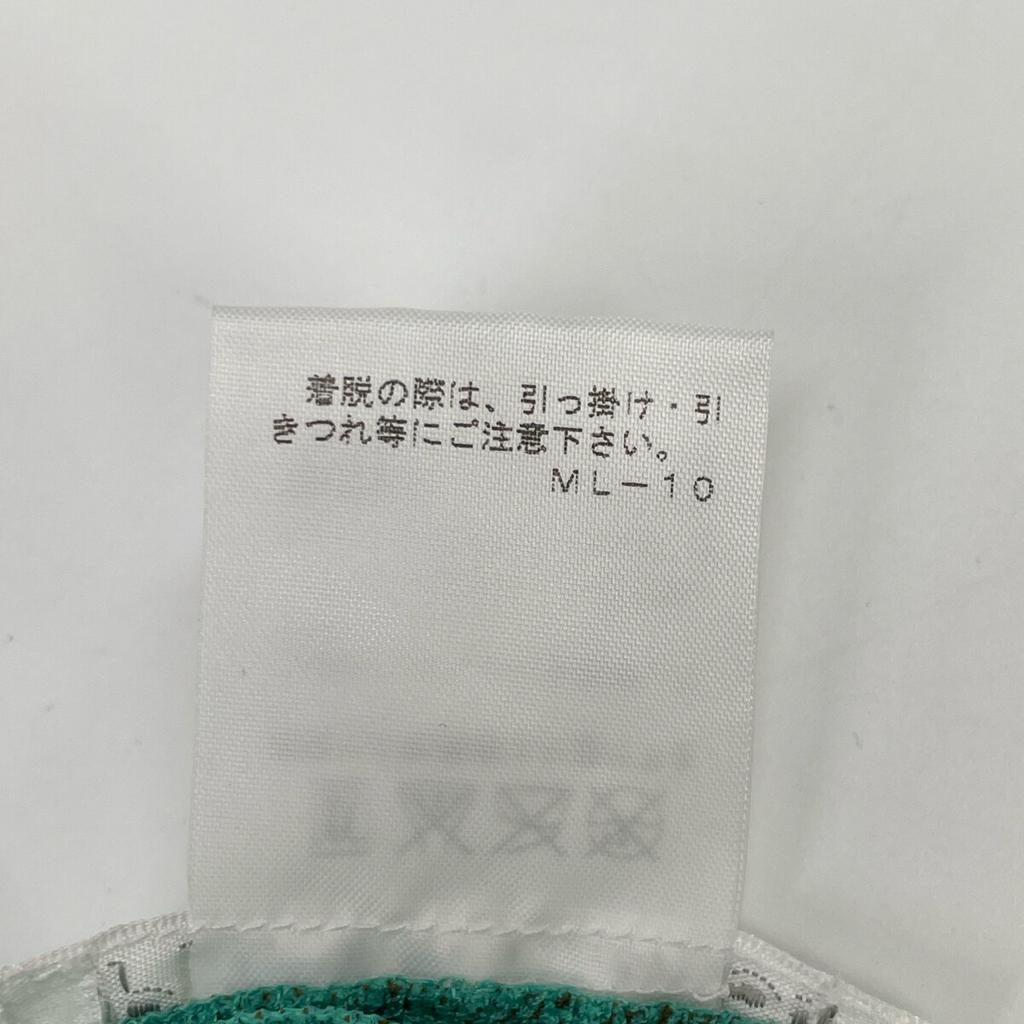 着脱の際は、引っ掛け・引
きつれ等にご注意下さい。
ML－10